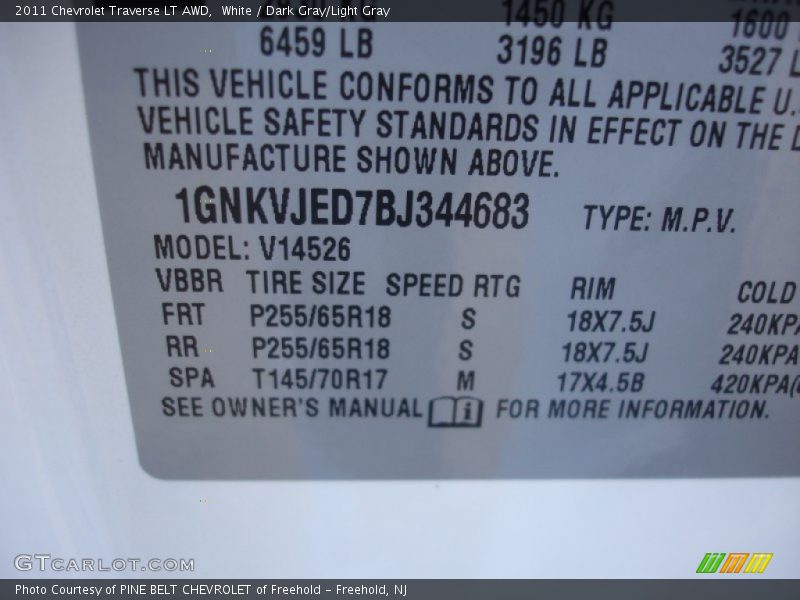 2011 Chevrolet Traverse LT AWD, White / Dark Gray/Light Gray
1450 KG 1600
6459 LB 3196 LB 3527 L
THIS VEHICLE CONFORMS TO ALL APPLICABLE U.
VEHICLE SAFETY STANDARDS IN EFFECT ON THE D
MANUFACTURE SHOWN ABOVE.
1GNKVJED7BJ344683 TYPE: M.P.V.
MODEL: V14526
VBBR TIRE SIZE SPEED RTG RIM COLD
FRT P255/65R18 S 18X7.5J 240KPA
RR P255/65R18 S 18X7.5J 240KPA
SPA T145/70R17 M 17X4.5B 420KPA(
SEE OWNER'S MANUAL i FOR MORE INFORMATION.
GTCARLOT.COM
Photo Courtesy of PINE BELT CHEVROLET of Freehold - Freehold, NJ